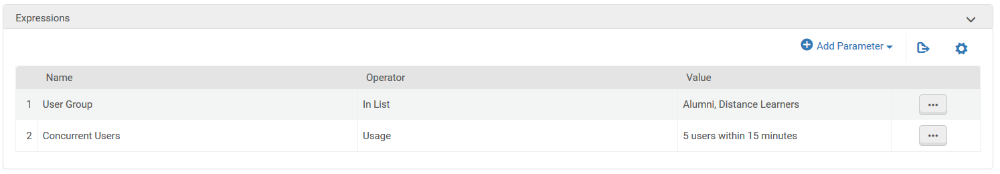 Expressions
Add Parameter
Name Operator Value
1 User Group In List Alumni, Distance Learners
2 Concurrent Users Usage 5 users within 15 minutes